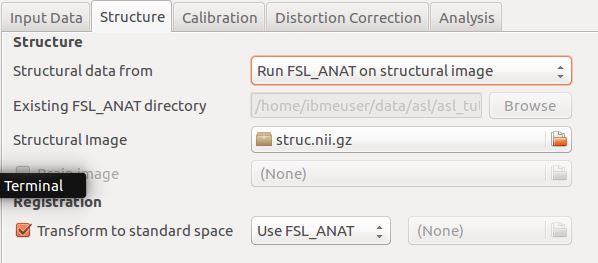 Input Data Structure Calibration Distortion Correction Analysis
Structure
Structural data from Run FSL_ANAT on structural image
Existing FSL_ANAT directory /home/ibmeuser/data/asl/asl_tu Browse
Structural Image struc.nii.gz
Brain image (None)
Terminal
Registration
Transform to standard space Use FSL_ANAT (None)